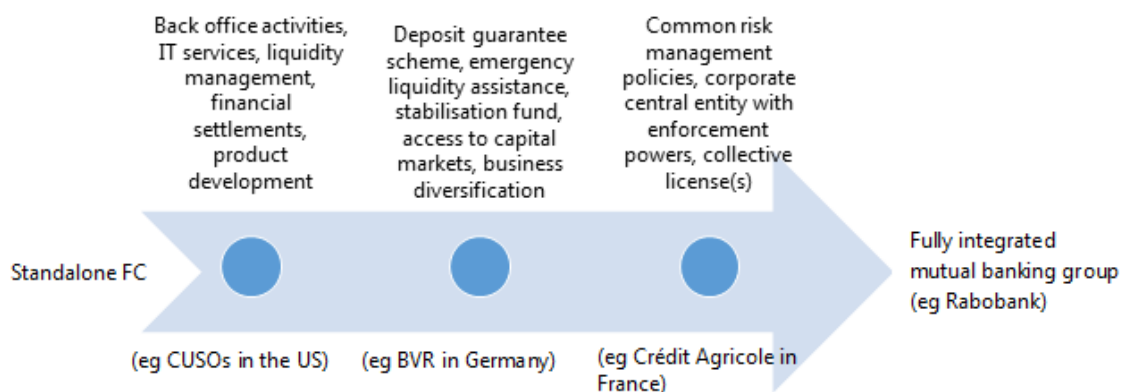 Back office activities,
IT services, liquidity
management,
financial
settlements,
product
development
Deposit guarantee
scheme, emergency
liquidity assistance,
stabilisation fund,
access to capital
markets, business
diversification
Common risk
management
policies, corporate
central entity with
enforcement
powers, collective
license(s)
Standalone FC
Fully integrated
mutual banking group
(eg Rabobank)
(eg CUSOs in the US)
(eg BVR in Germany)
(eg Crédit Agricole in
France)